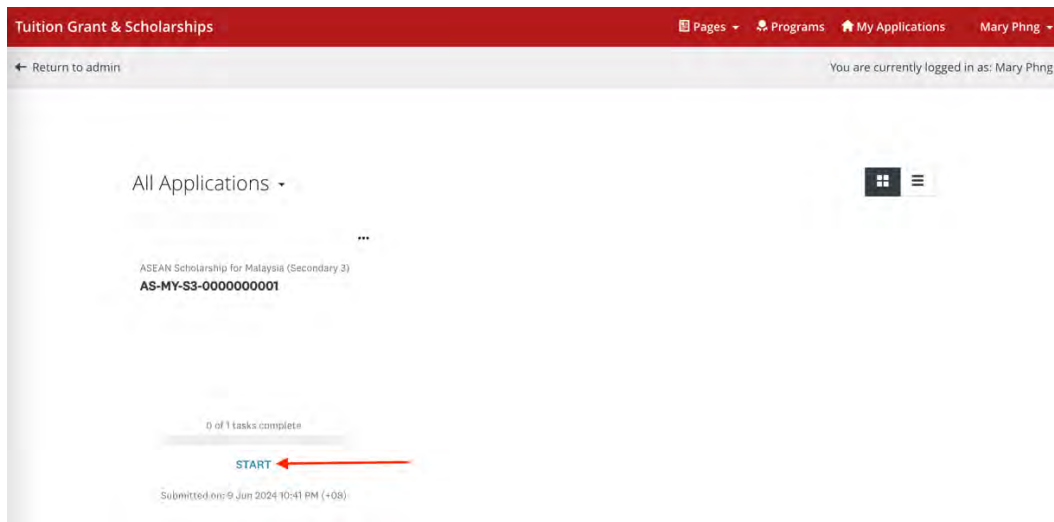 Tuition Grant & Scholarships Pages Programs My Applications Mary Phng
Return to admin You are currently logged in as: Mary Phng
All Applications
...
ASEAN Scholarship for Malaysia (Secondary 3)
AS-MY-S3-0000000001
0 of 1 tasks complete
START
Submitted on: 9 Jun 2024 10:41 PM (+08)